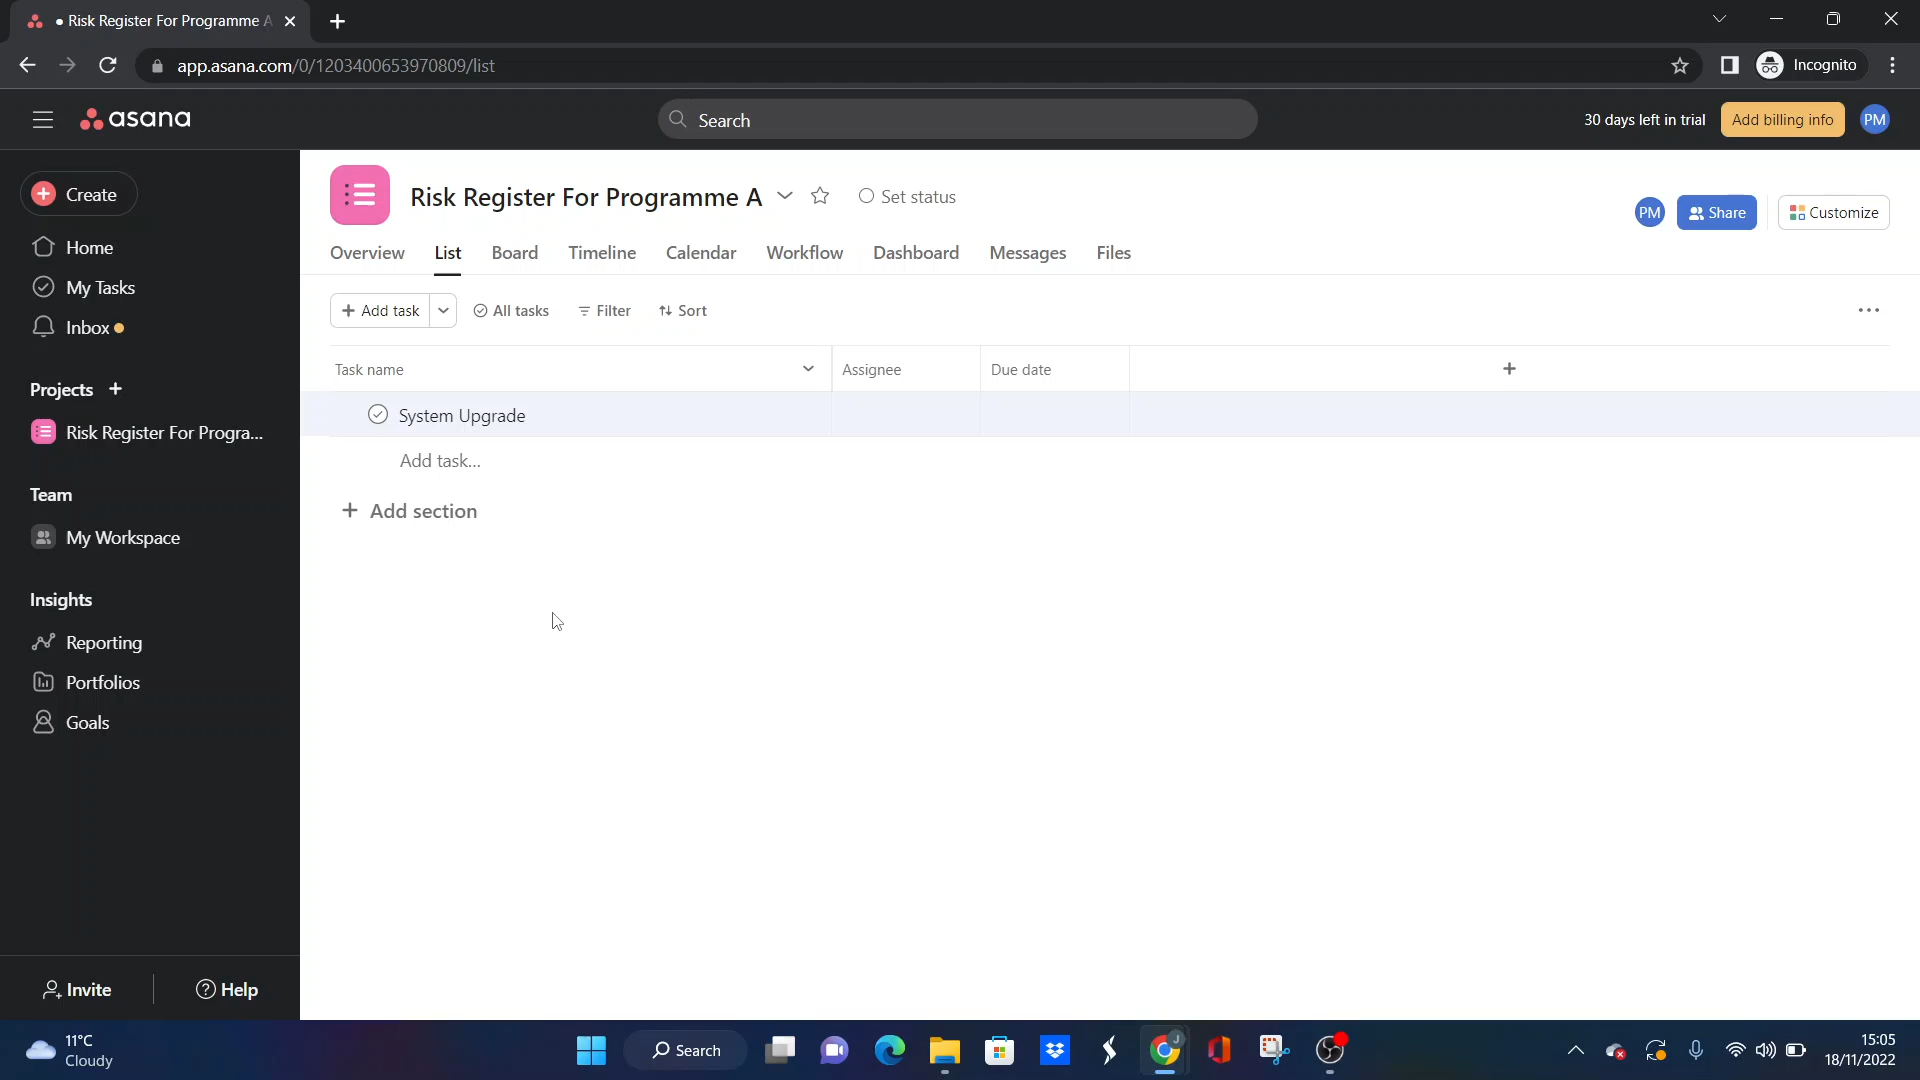 • Risk Register For Programme A
app.asana.com/0/1203400653970809/list
Incognito
asana
Search
30 days left in trial
Add billing info
PM
Create
Home
My Tasks
Inbox
Projects +
Risk Register For Progra...
Team
My Workspace
Insights
Reporting
Portfolios
Goals
Invite
Help
Risk Register For Programme A
Set status
PM
Share
Customize
Overview List Board Timeline Calendar Workflow Dashboard Messages Files
+ Add task
All tasks
Filter
Sort
Task name Assignee Due date +
System Upgrade
Add task...
+ Add section
11°C
Cloudy
Search
J
15:05
18/11/2022